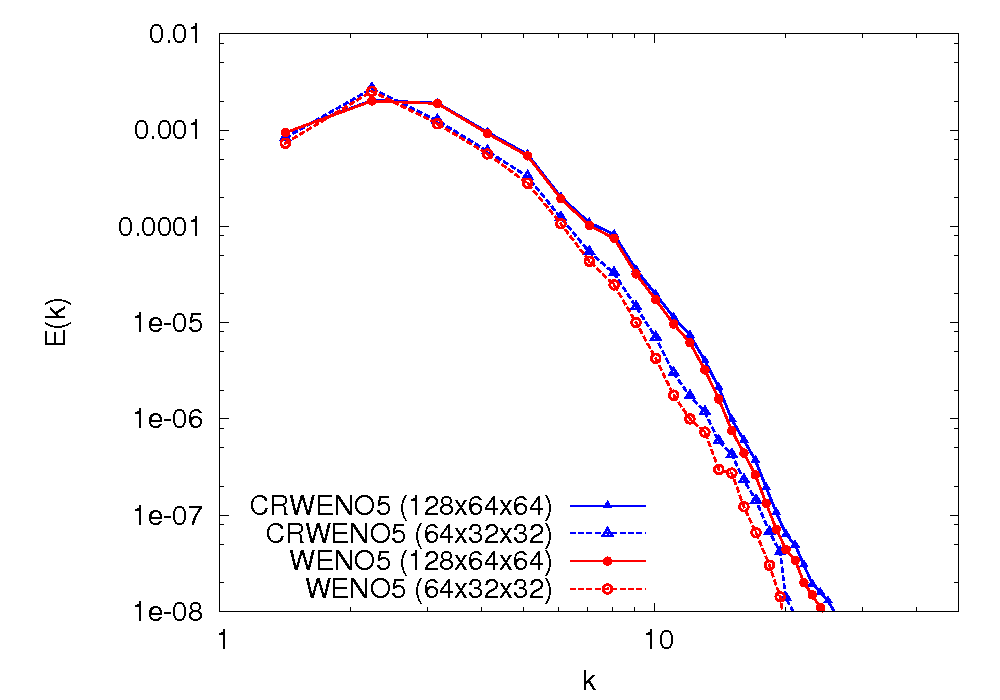 0.01
0.001
0.0001
1e-05
1e-06
1e-07
1e-08
E(k)
CRWENO5 (128x64x64)
CRWENO5 (64x32x32)
WENO5 (128x64x64)
WENO5 (64x32x32)
1 10
k